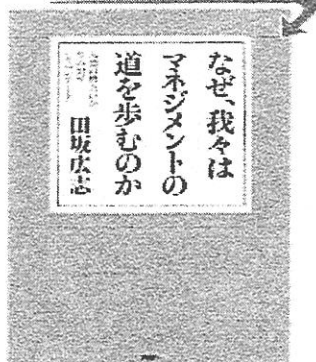 なぜ、我々は
マネジメントの
道を歩むのか
田坂広志